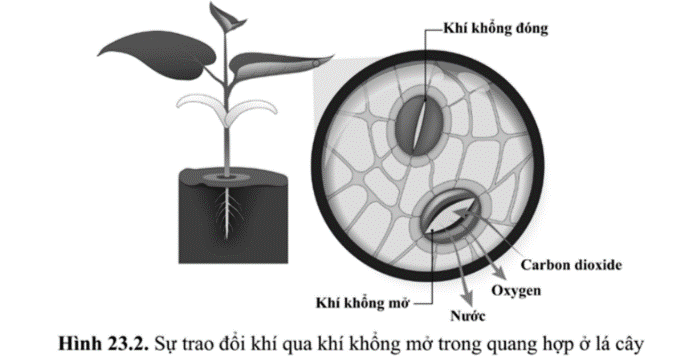 Khí khổng đóng
Carbon dioxide
Oxygen
Khí khổng mở
Nước
Hình 23.2. Sự trao đổi khí qua khí khổng mở trong quang hợp ở lá cây